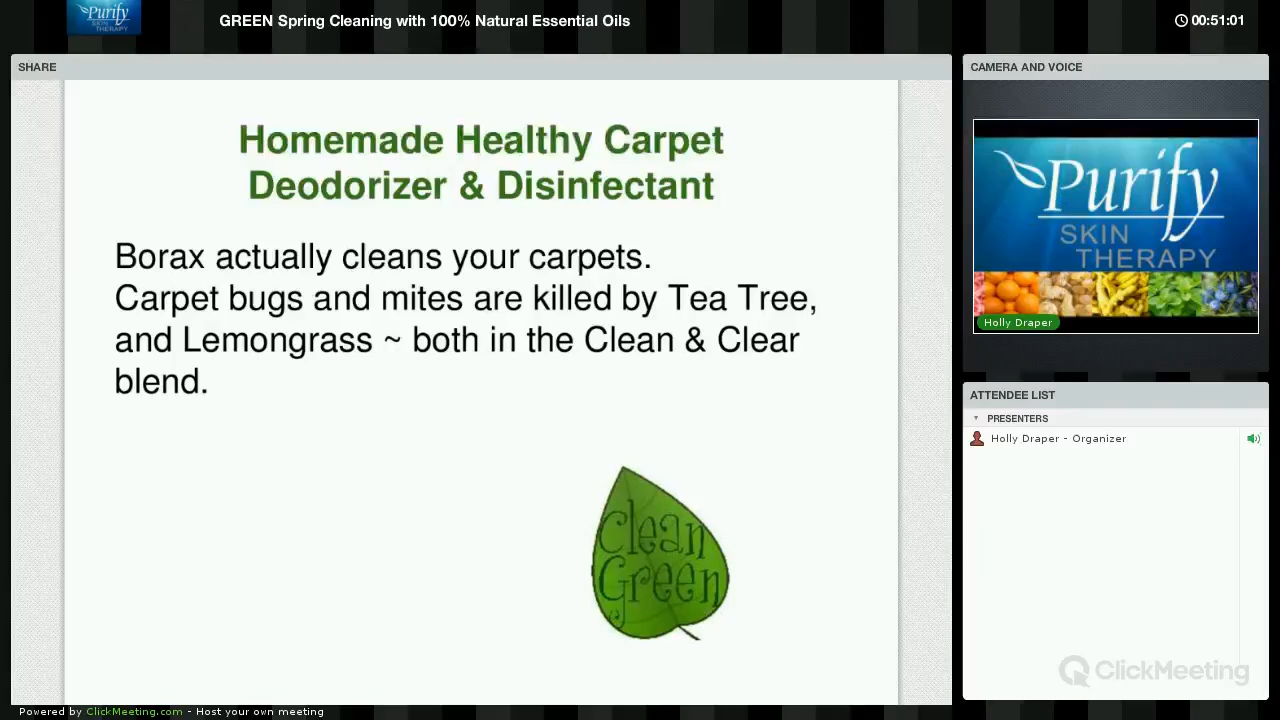 Purify
SKIN
THERAPY
GREEN Spring Cleaning with 100% Natural Essential Oils
00:51:01
SHARE
Homemade Healthy Carpet
Deodorizer & Disinfectant
Borax actually cleans your carpets.
Carpet bugs and mites are killed by Tea Tree,
and Lemongrass ~ both in the Clean & Clear
blend.
Clean
Green
CAMERA AND VOICE
Purify
SKIN
THERAPY
Holly Draper
ATTENDEE LIST
PRESENTERS
Holly Draper - Organizer
ClickMeeting
Powered by ClickMeeting.com - Host your own meeting